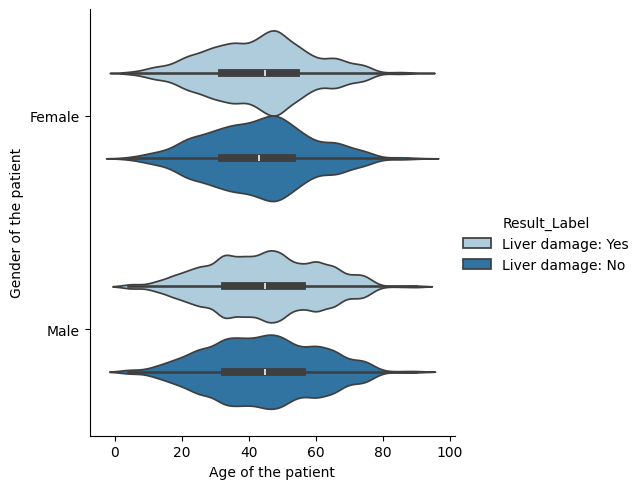 Female
Male
Gender of the patient
0 20 40 60 80 100
Age of the patient
Result_Label
Liver damage: Yes
Liver damage: No